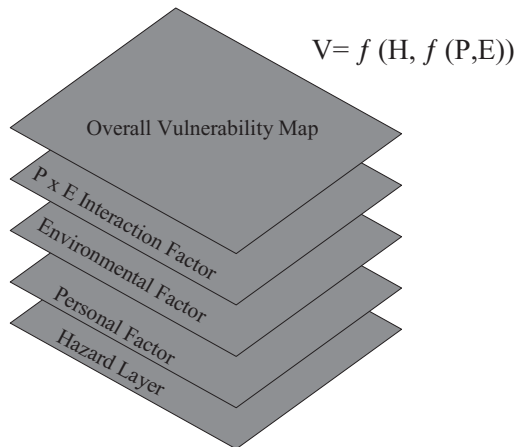 V= f (H, f (P,E))
Overall Vulnerability Map
P x E Interaction Factor
Environmental Factor
Personal Factor
Hazard Layer